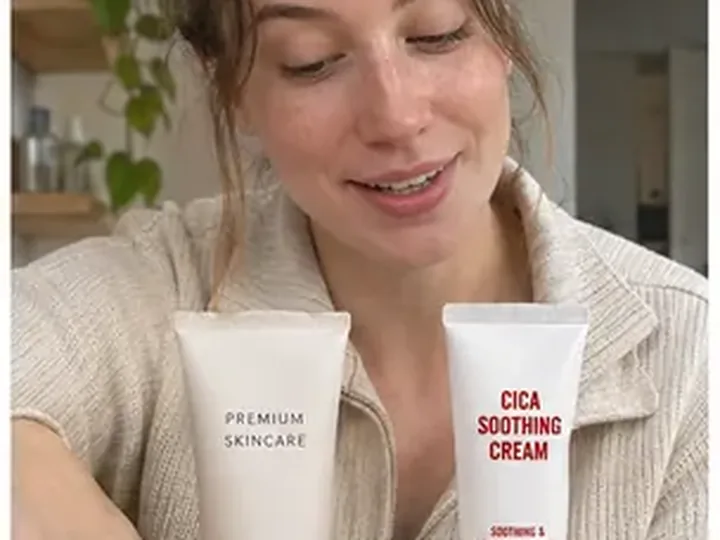 PREMIUM
SKINCARE
CICA
SOOTHING
CREAM
SOOTHING &